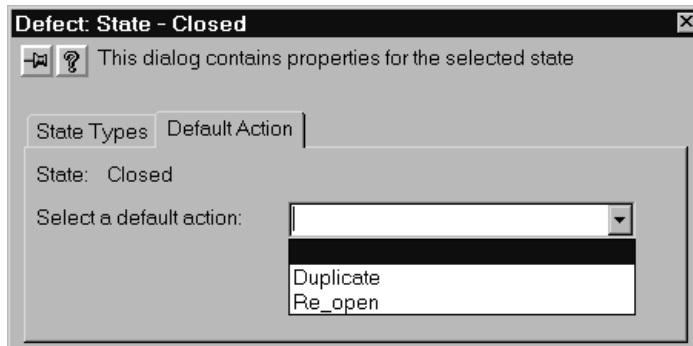 Defect: State - Closed
This dialog contains properties for the selected state
State Types Default Action
State: Closed
Select a default action:
Duplicate
Re_open